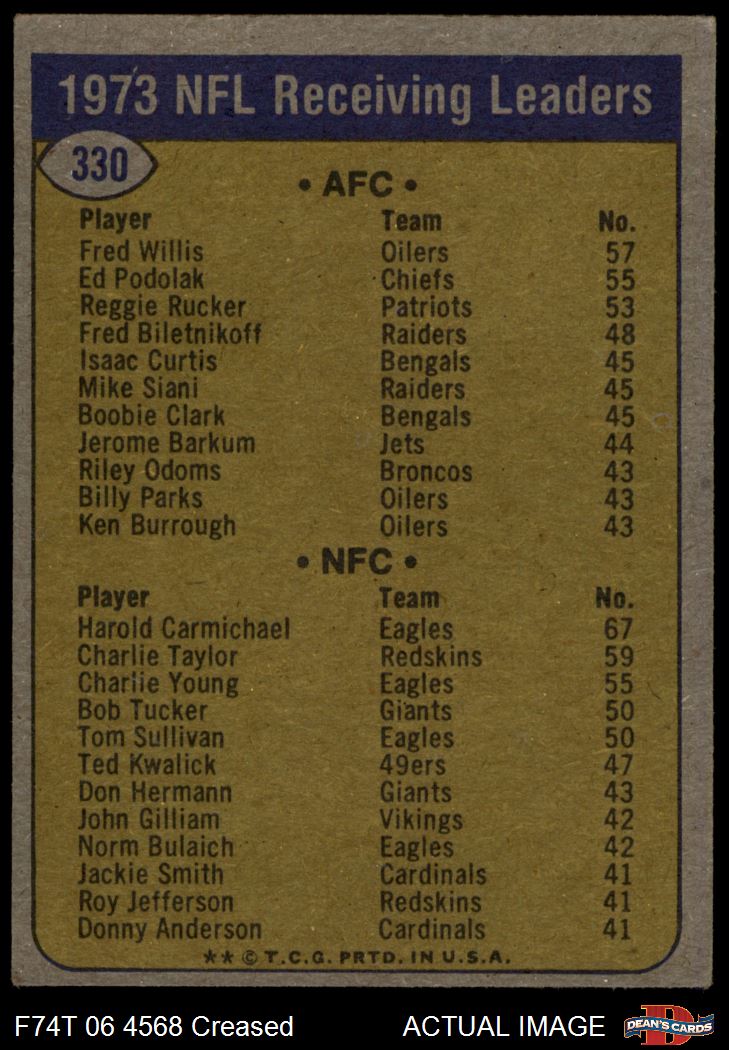 1973 NFL Receiving Leaders
330
• AFC •
Player Team No.
Fred Willis Oilers 57
Ed Podolak Chiefs 55
Reggie Rucker Patriots 53
Fred Biletnikoff Raiders 48
Isaac Curtis Bengals 45
Mike Siani Raiders 45
Boobie Clark Bengals 45
Jerome Barkum Jets 44
Riley Odoms Broncos 43
Billy Parks Oilers 43
Ken Burrough Oilers 43
• NFC •
Player Team No.
Harold Carmichael Eagles 67
Charlie Taylor Redskins 59
Charlie Young Eagles 55
Bob Tucker Giants 50
Tom Sullivan Eagles 50
Ted Kwalick 49ers 47
Don Hermann Giants 43
John Gilliam Vikings 42
Norm Bulaich Eagles 42
Jackie Smith Cardinals 41
Roy Jefferson Redskins 41
Donny Anderson Cardinals 41
** © T.C.G. PRTD. IN U.S.A.
F74T 06 4568 Creased ACTUAL IMAGE D DEAN'S CARDS